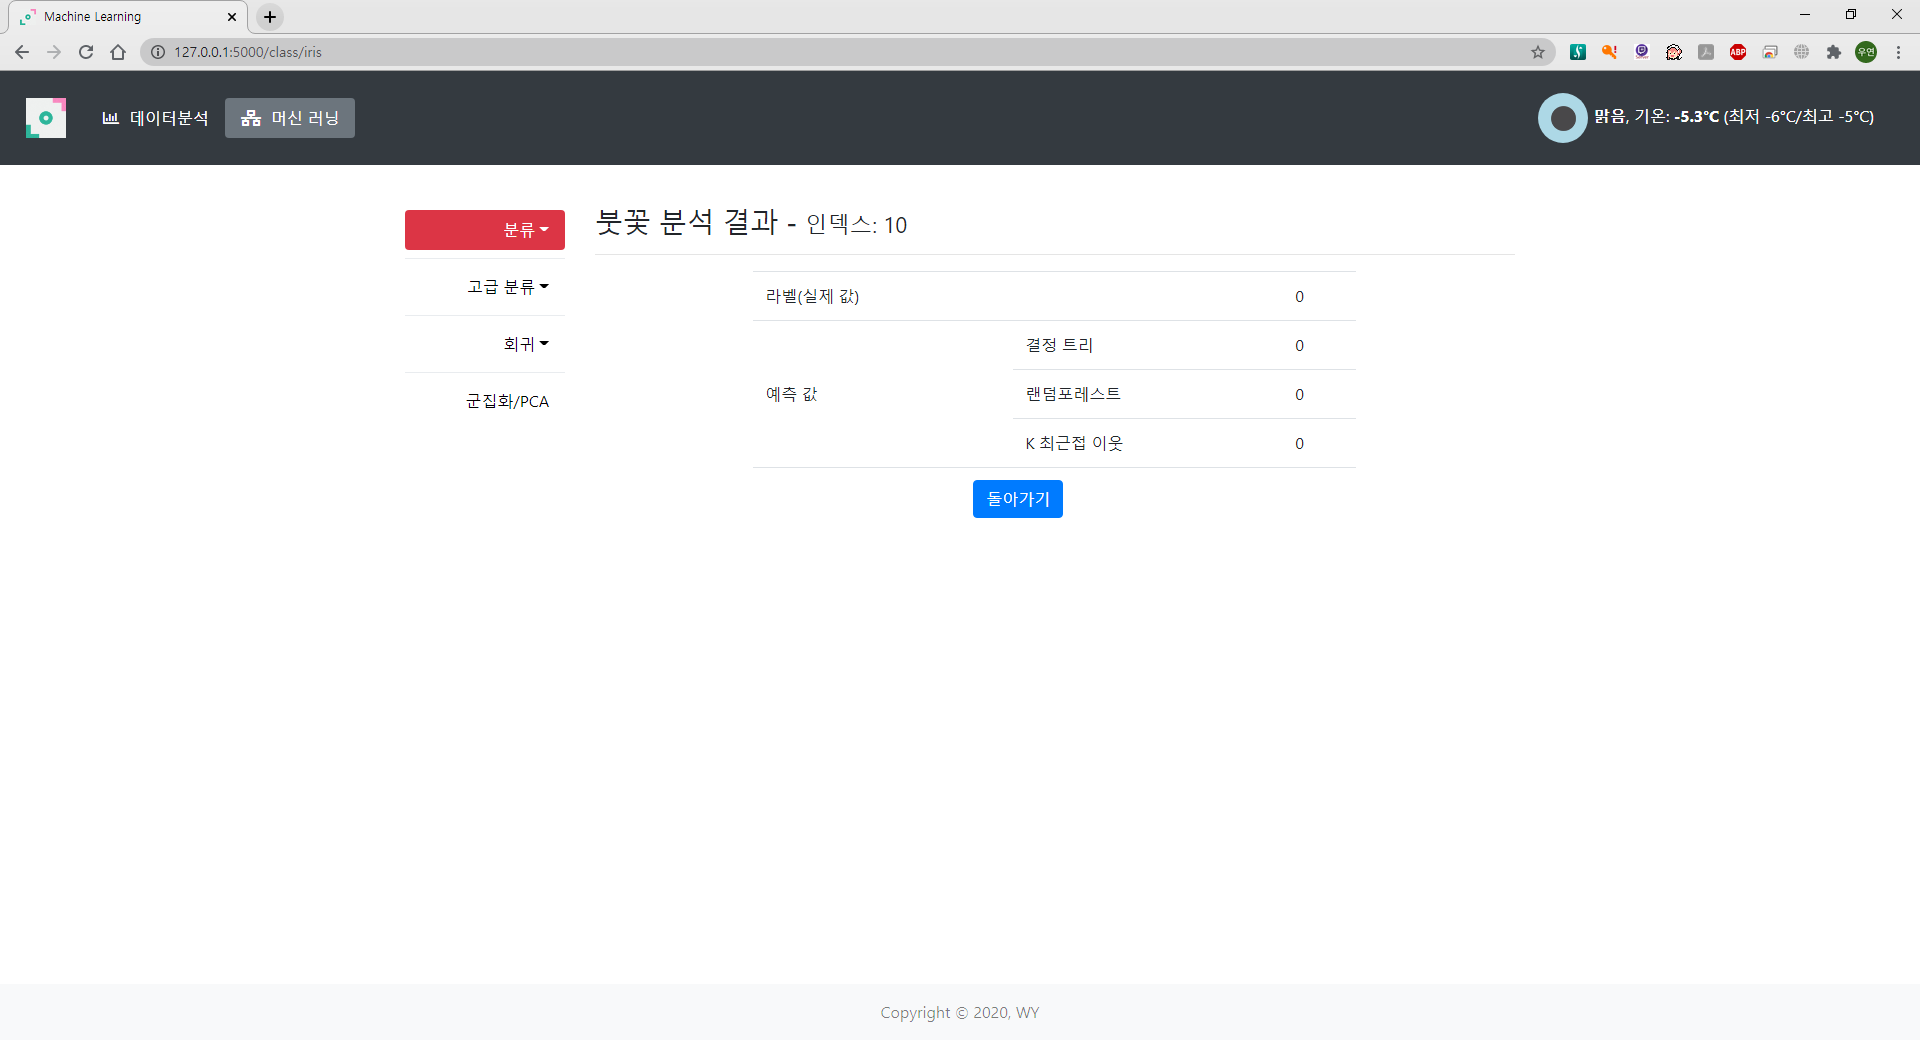 Machine Learning
127.0.0.1:5000/class/iris
ABP
우연
데이터분석
머신 러닝
맑음, 기온: -5.3℃ (최저 -6℃/최고 -5℃)
분류
고급 분류
회귀
군집화/PCA
붓꽃 분석 결과 - 인덱스: 10
라벨(실제 값) 0
예측 값
결정 트리 0
랜덤포레스트 0
K 최근접 이웃 0
돌아가기
Copyright © 2020, WY